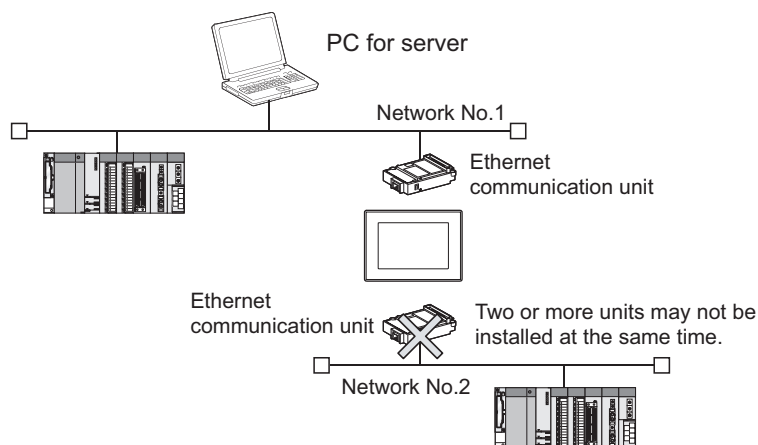 PC for server
Network No.1
Ethernet
communication unit
Ethernet
communication unit
Two or more units may not be
installed at the same time.
Network No.2